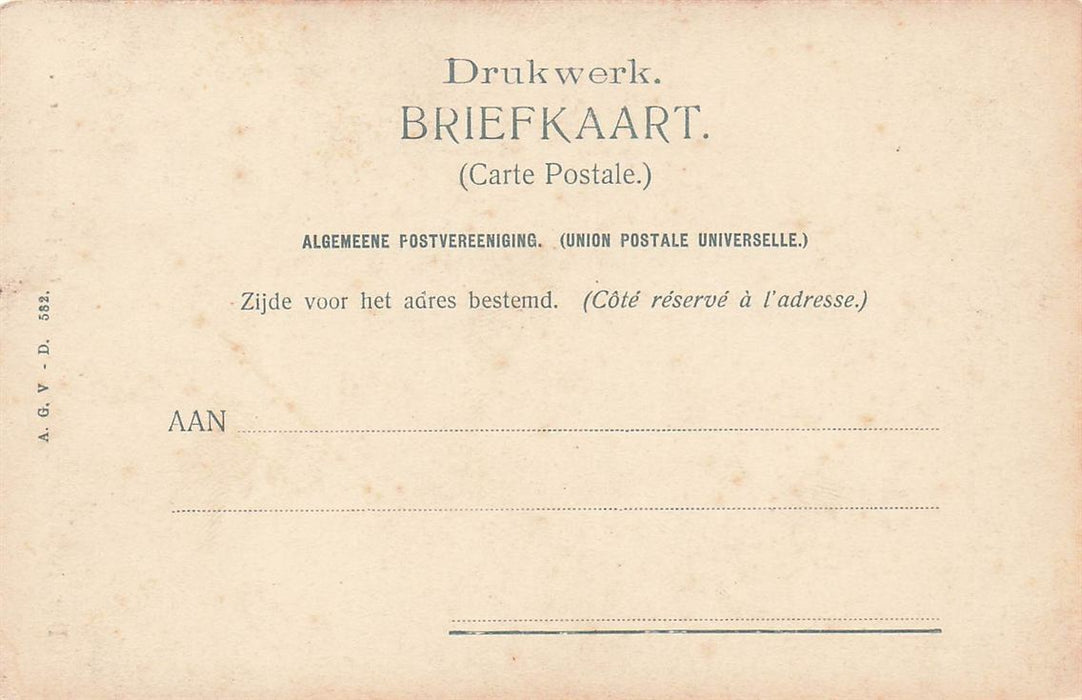 Drukwerk.
BRIEFKAART.
(Carte Postale.)
ALGEMEENE POSTVEREENIGING. (UNION POSTALE UNIVERSELLE.)
Zijde voor het adres bestemd. (Côté réservé à l'adresse.)
AAN
A. G. V - D. 582.